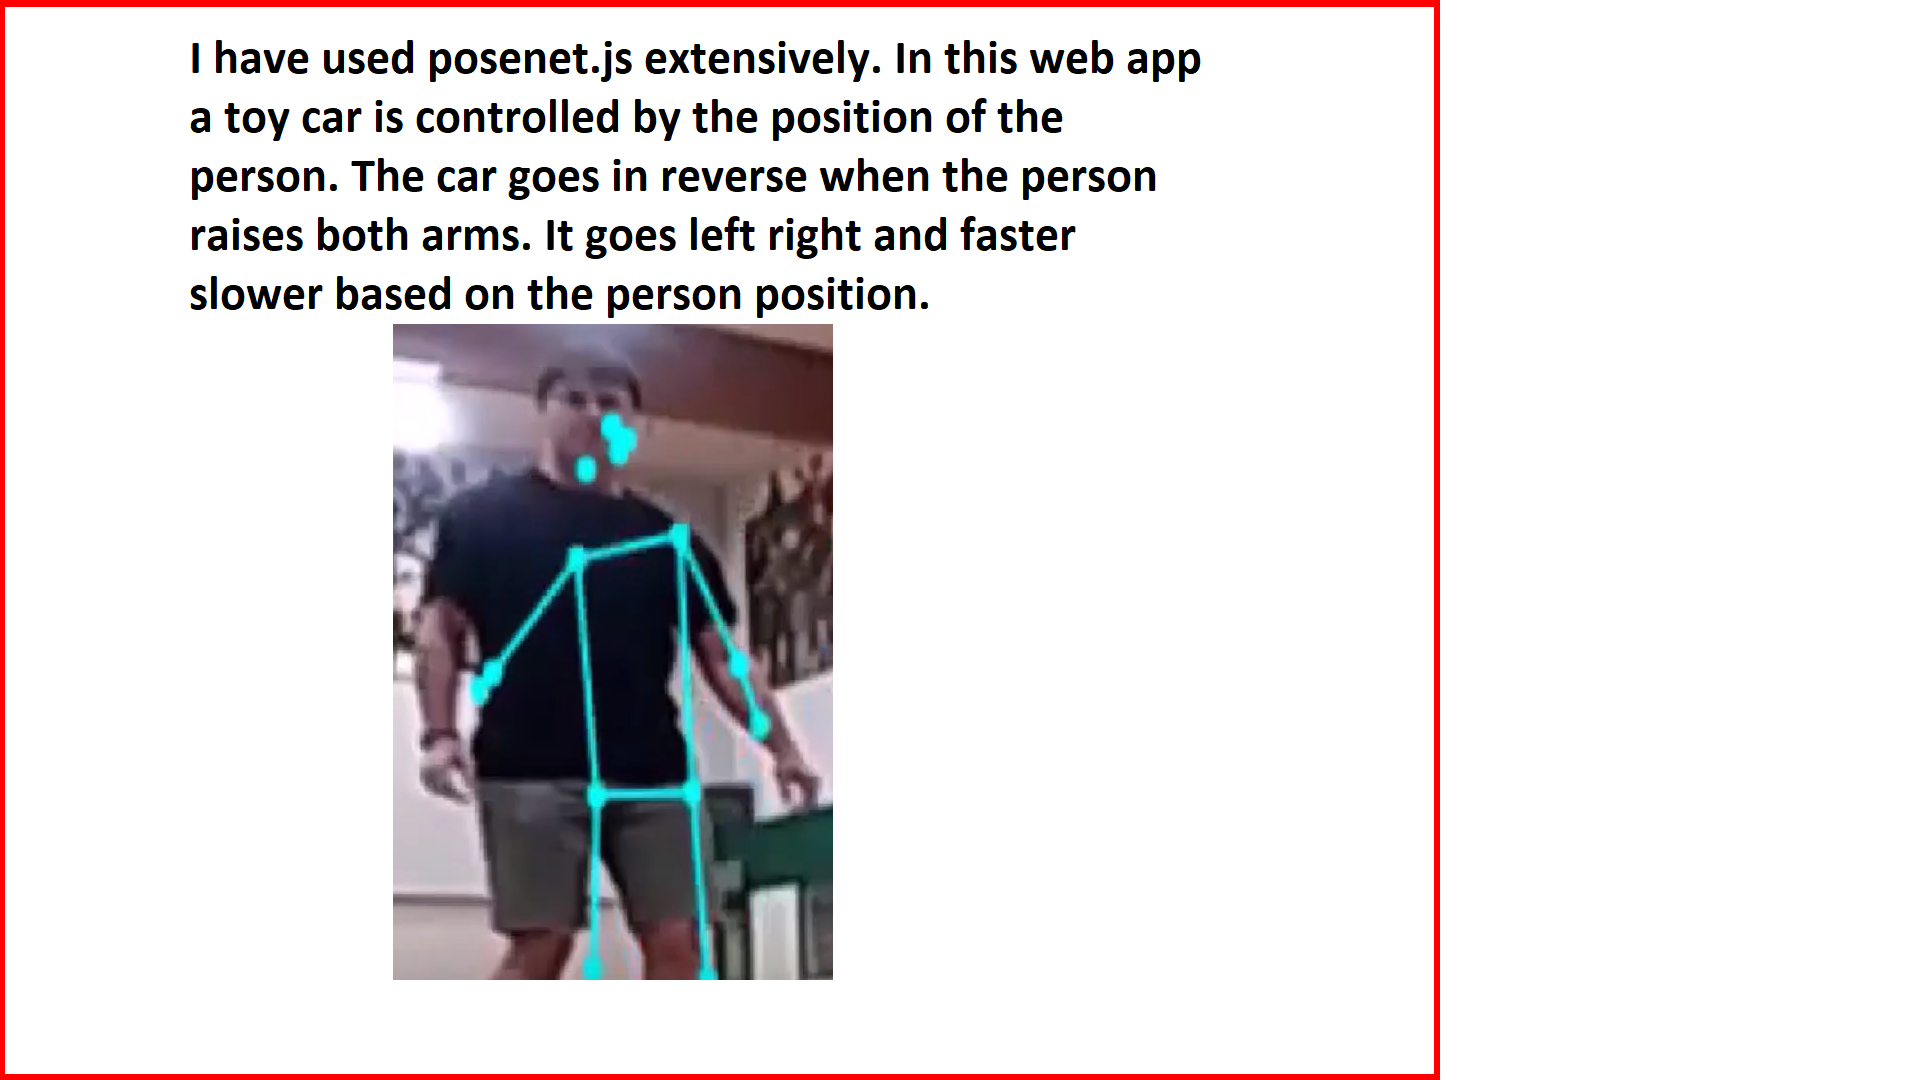 I have used posenet.js extensively. In this web app
a toy car is controlled by the position of the
person. The car goes in reverse when the person
raises both arms. It goes left right and faster
slower based on the person position.